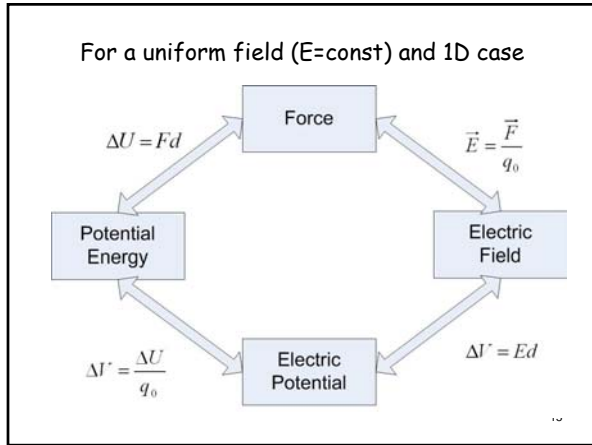 For a uniform field (E=const) and 1D case
Force
ΔU = Fd
E⃗ = F⃗ / q₀
Potential
Energy
Electric
Field
ΔV = ΔU / q₀
Electric
Potential
ΔV = Ed